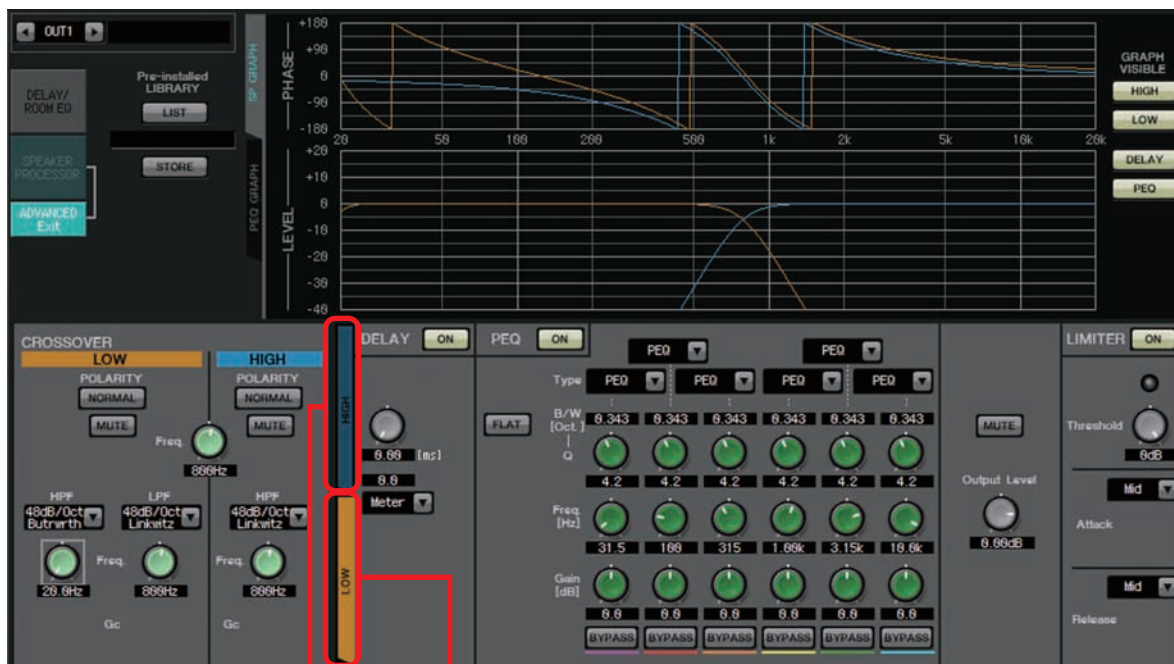 OUT1
DELAY/
ROOM EQ.
SPEAKER
PROCESSOR
ADVANCED
Exit
Pre-installed
LIBRARY
LIST
STORE
SP GRAPH
PEQ GRAPH
PHASE
+180
+90
0
-90
-180
20 50 100 200 500 1k 2k 5k 10k 20k
LEVEL
+20
+10
0
-10
-20
-30
-40
GRAPH
VISIBLE
HIGH
LOW
DELAY
PEQ
CROSSOVER
LOW HIGH
POLARITY POLARITY
NORMAL NORMAL
MUTE MUTE
Freq.
800Hz
HPF LPF HPF
48dB/Oct 48dB/Oct 48dB/Oct
Butrwrth Linkwitz Linkwitz
Freq. Freq.
20.0Hz 800Hz 800Hz
Gc Gc
HIGH
LOW
DELAY ON
0.00 [ms]
0.0
Meter
PEQ ON
PEQ PEQ
Type PEQ PEQ PEQ PEQ
FLAT
B/W
[Oct.]
|
Q
0.343 0.343 0.343 0.343 0.343 0.343
4.2 4.2 4.2 4.2 4.2 4.2
Freq.
[Hz]
31.5 100 315 1.00k 3.15k 10.0k
Gain
[dB]
0.0 0.0 0.0 0.0 0.0 0.0
BYPASS BYPASS BYPASS BYPASS BYPASS BYPASS
MUTE
Output Level
0.00dB
LIMITER ON
Threshold
0dB
Mid
Attack
Mid
Release